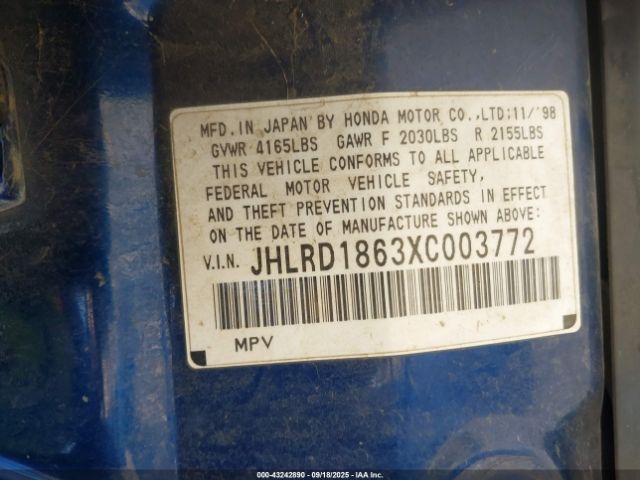 MFD. IN JAPAN BY HONDA MOTOR CO.,LTD; 11/'98
GVWR 4165LBS GAWR F 2030LBS R 2155LBS
THIS VEHICLE CONFORMS TO ALL APPLICABLE
FEDERAL MOTOR VEHICLE SAFETY,
AND THEFT PREVENTION STANDARDS IN EFFECT
ON THE DATE OF MANUFACTURE SHOWN ABOVE:
V.I.N. JHLRD1863XC003772
MPV
000-43242890 - 09/18/2025 - IAA Inc.